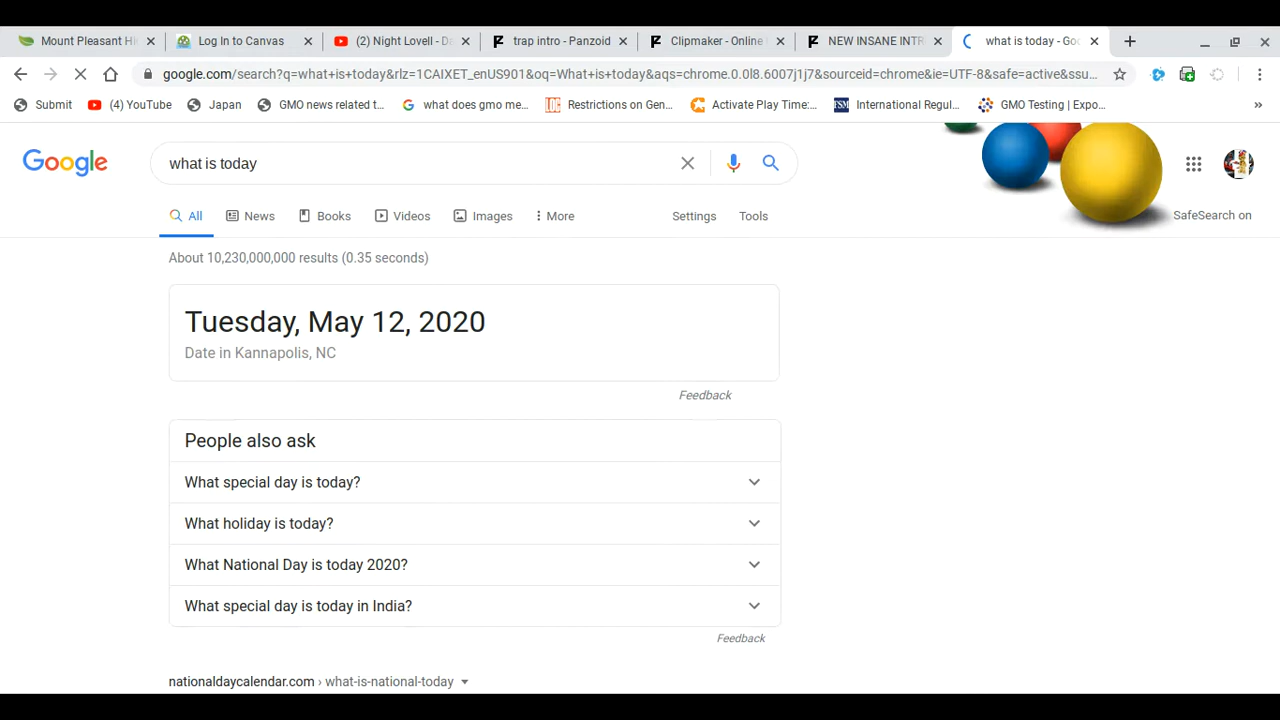 Mount Pleasant Hi
Log In to Canvas
(2) Night Lovell - Da
trap intro - Panzoid
Clipmaker - Online
NEW INSANE INTR
what is today - Goo
google.com/search?q=what+is+today&rlz=1CAIXET_enUS901&oq=What+is+today&aqs=chrome.0.0l8.6007j1j7&sourceid=chrome&ie=UTF-8&safe=active&ssu...
Submit
(4) YouTube
Japan
GMO news related t...
what does gmo me...
Restrictions on Gen...
Activate Play Time:...
FSM
International Regul...
GMO Testing | Expo...
»
Google
what is today
All
News
Books
Videos
Images
More
Settings
Tools
SafeSearch on
About 10,230,000,000 results (0.35 seconds)
Tuesday, May 12, 2020
Date in Kannapolis, NC
Feedback
People also ask
What special day is today?
What holiday is today?
What National Day is today 2020?
What special day is today in India?
Feedback
nationaldaycalendar.com › what-is-national-today